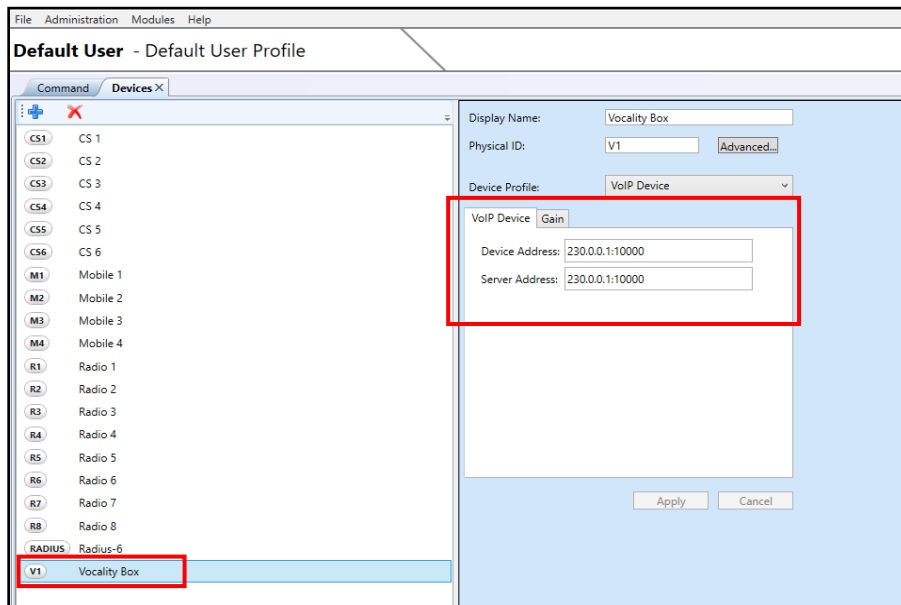 File Administration Modules Help
Default User - Default User Profile
Command Devices
CS1 CS 1
CS2 CS 2
CS3 CS 3
CS4 CS 4
CS5 CS 5
CS6 CS 6
M1 Mobile 1
M2 Mobile 2
M3 Mobile 3
M4 Mobile 4
R1 Radio 1
R2 Radio 2
R3 Radio 3
R4 Radio 4
R5 Radio 5
R6 Radio 6
R7 Radio 7
R8 Radio 8
RADIUS Radius-6
V1 Vocality Box
Display Name: Vocality Box
Physical ID: V1 Advanced...
Device Profile: VoIP Device
VoIP Device Gain
Device Address: 230.0.0.1:10000
Server Address: 230.0.0.1:10000
Apply Cancel